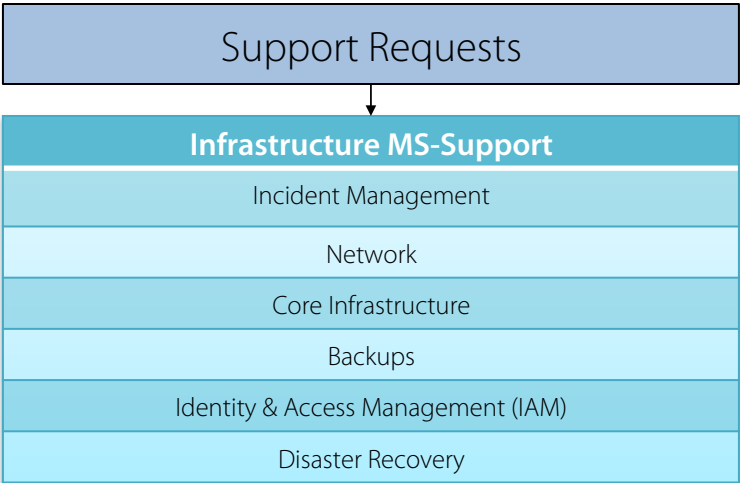 Support Requests
Infrastructure MS-Support
Incident Management
Network
Core Infrastructure
Backups
Identity & Access Management (IAM)
Disaster Recovery